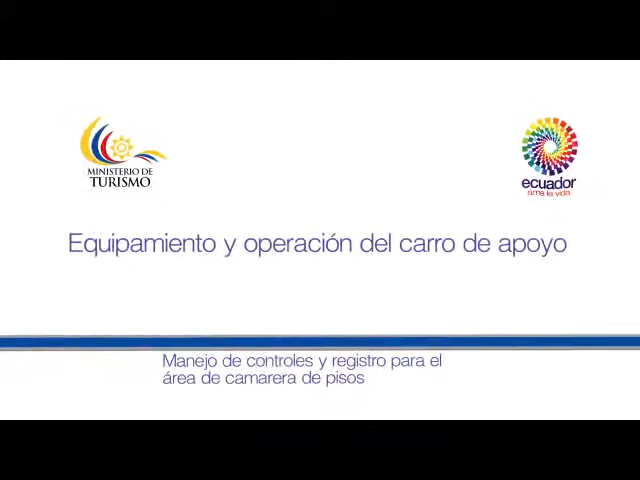 MINISTERIO DE
TURISMO
ecuador
ama la vida
Equipamiento y operación del carro de apoyo
Manejo de controles y registro para el
área de camarera de pisos